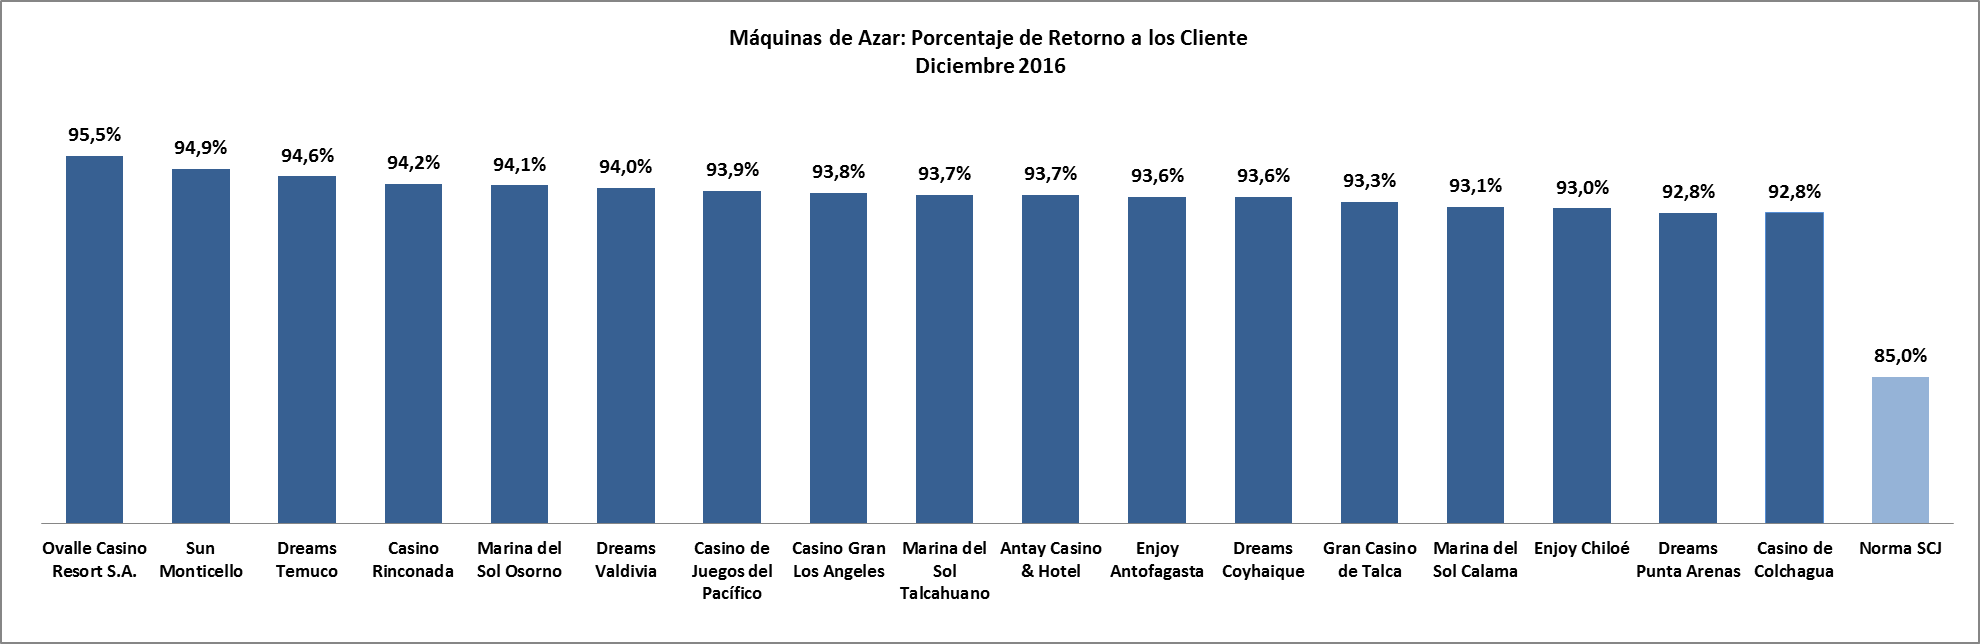 Máquinas de Azar: Porcentaje de Retorno a los Cliente
Diciembre 2016
95,5%
94,9%
94,6%
94,2%
94,1%
94,0%
93,9%
93,8%
93,7%
93,7%
93,6%
93,6%
93,3%
93,1%
93,0%
92,8%
92,8%
85,0%
Ovalle Casino
Resort S.A.
Sun
Monticello
Dreams
Temuco
Casino
Rinconada
Marina del
Sol Osorno
Dreams
Valdivia
Casino de
Juegos del
Pacífico
Casino Gran
Los Angeles
Marina del
Sol
Talcahuano
Antay Casino
& Hotel
Enjoy
Antofagasta
Dreams
Coyhaique
Gran Casino
de Talca
Marina del
Sol Calama
Enjoy Chiloé
Dreams
Punta Arenas
Casino de
Colchagua
Norma SCJ